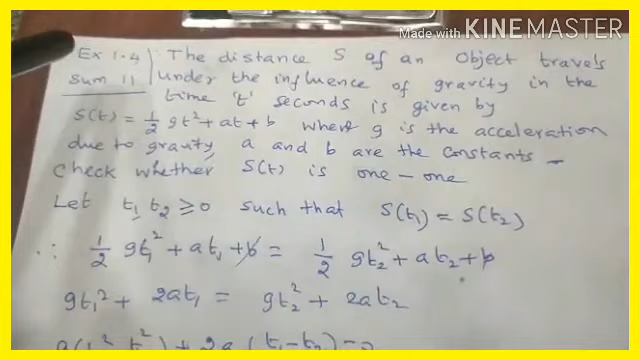 Made with KINEMASTER
Ex 1.4) The distance S of an Object travels
Sum 11) under the influence of gravity in the
time 't' seconds is given by
S(t) = 1/2 gt² + at + b where g is the acceleration
due to gravity, a and b are the constants -
Check whether S(t) is one - one
Let t₁, t₂ ≥ 0 such that S(t₁) = S(t₂)
∴ 1/2 gt₁² + at₁ + b = 1/2 gt₂² + at₂ + b
gt₁² + 2at₁ = gt₂² + 2at₂